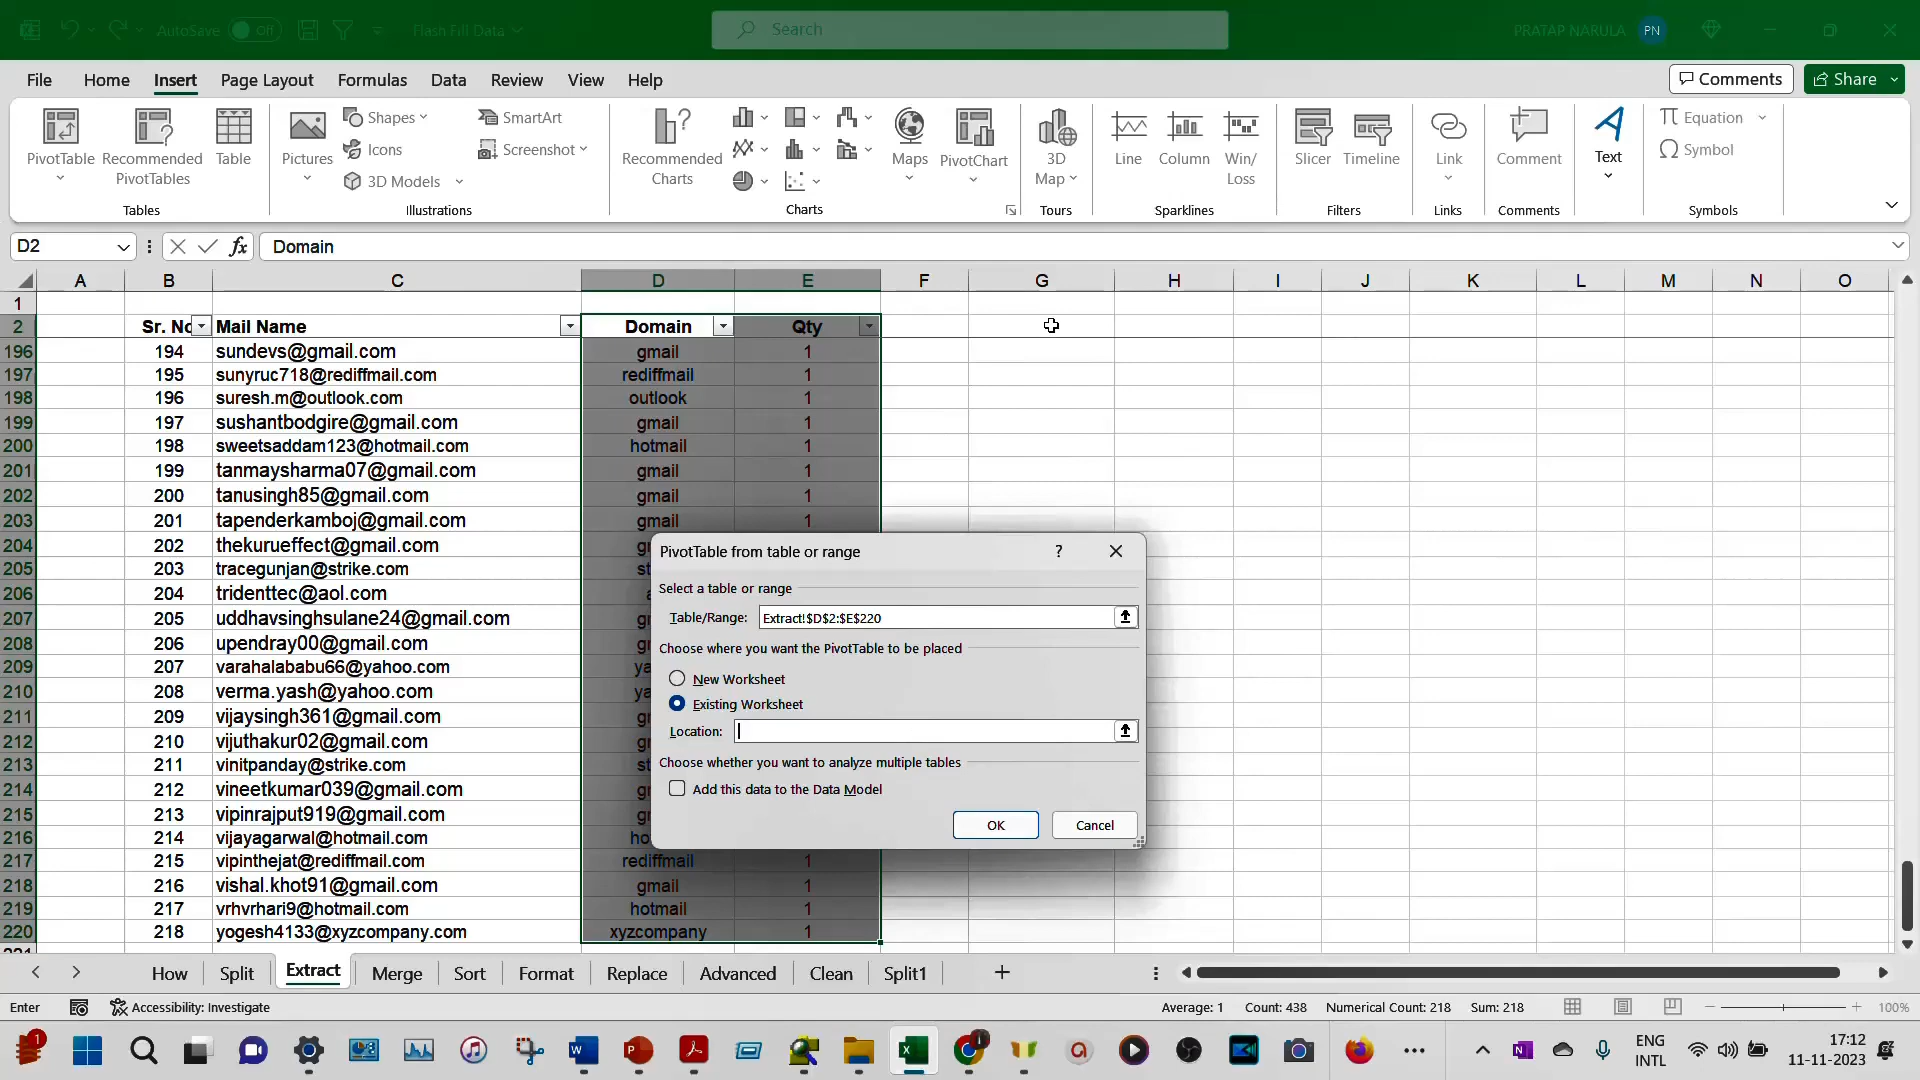 AutoSave Off Flash Fill Data Search PRATAP NARULA PN
File Home Insert Page Layout Formulas Data Review View Help Comments Share
PivotTable Recommended PivotTables Table Pictures Shapes Icons 3D Models SmartArt Screenshot Recommended Charts Maps PivotChart 3D Map Line Column Win/Loss Slicer Timeline Link Comment Text Equation Symbol
Tables Illustrations Charts Tours Sparklines Filters Links Comments Symbols
D2 fx Domain
A B C D E F G H I J K L M N O
1
2 Sr. No Mail Name Domain Qty
196 194 sundevs@gmail.com gmail 1
197 195 sunyruc718@rediffmail.com rediffmail 1
198 196 suresh.m@outlook.com outlook 1
199 197 sushantbodgire@gmail.com gmail 1
200 198 sweetsaddam123@hotmail.com hotmail 1
201 199 tanmaysharma07@gmail.com gmail 1
202 200 tanusingh85@gmail.com gmail 1
203 201 tapenderkamboj@gmail.com gmail 1
204 202 thekurueffect@gmail.com
205 203 tracegunjan@strike.com
206 204 tridenttec@aol.com
207 205 uddhavsinghsulane24@gmail.com
208 206 upendray00@gmail.com
209 207 varahalababu66@yahoo.com
210 208 verma.yash@yahoo.com
211 209 vijaysingh361@gmail.com
212 210 vijuthakur02@gmail.com
213 211 vinitpanday@strike.com
214 212 vineetkumar039@gmail.com
215 213 vipinrajput919@gmail.com
216 214 vijayagarwal@hotmail.com
217 215 vipinthejat@rediffmail.com rediffmail 1
218 216 vishal.khot91@gmail.com gmail 1
219 217 vrhvrhari9@hotmail.com hotmail 1
220 218 yogesh4133@xyzcompany.com xyzcompany 1
PivotTable from table or range ?
Select a table or range
Table/Range: Extract!$D$2:$E$220
Choose where you want the PivotTable to be placed
New Worksheet
Existing Worksheet
Location:
Choose whether you want to analyze multiple tables
Add this data to the Data Model
OK Cancel
How Split Extract Merge Sort Format Replace Advanced Clean Split1
Enter Accessibility: Investigate Average: 1 Count: 438 Numerical Count: 218 Sum: 218 100%
1 ENG INTL 17:12 11-11-2023